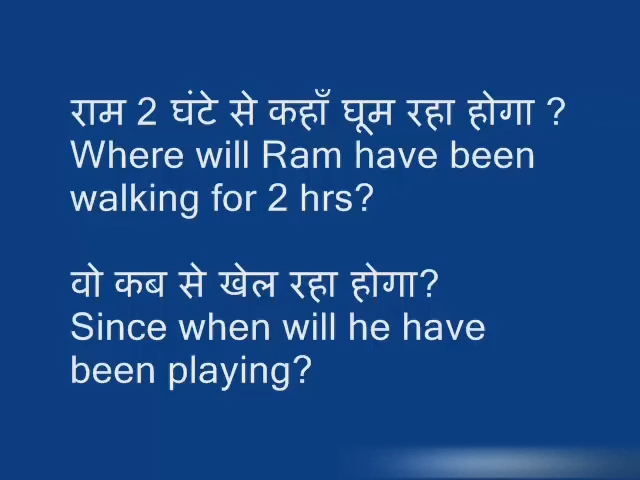 राम 2 घंटे से कहाँ घूम रहा होगा ?
Where will Ram have been
walking for 2 hrs?
वो कब से खेल रहा होगा?
Since when will he have
been playing?